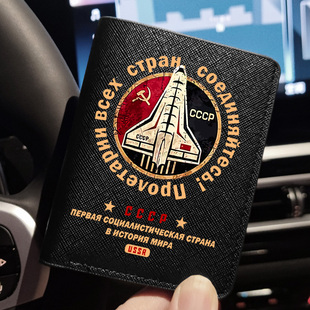 Пролетарии всех стран, соединяйтесь!
СССР
СССР
СССР
ПЕРВАЯ СОЦИАЛИСТИЧЕСКАЯ СТРАНА
В ИСТОРИЯ МИРА
USSR